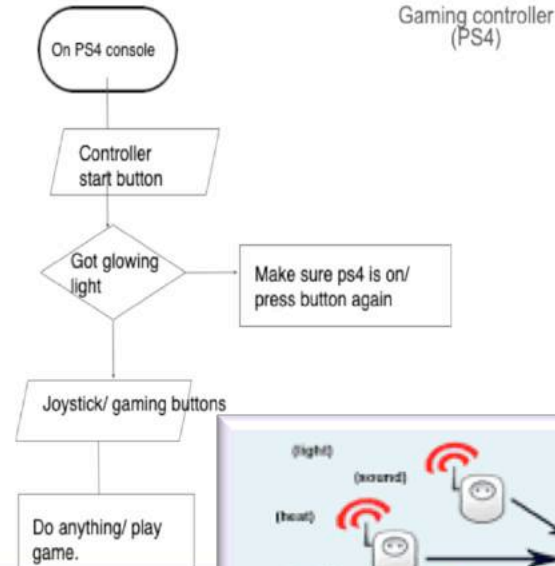 Gaming controller
(PS4)
On PS4 console
Controller
start button
Got glowing
light
Make sure ps4 is on/
press button again
Joystick/ gaming buttons
Do anything/ play
game.
(light)
(sound)
(heat)